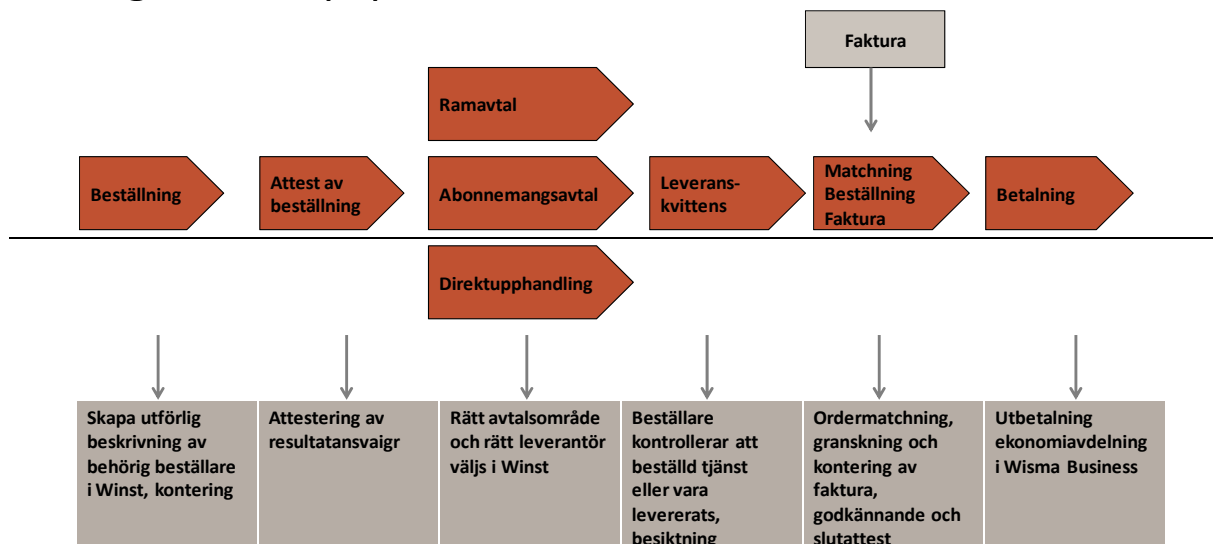 Faktura
Ramavtal
Beställning
Attest av
beställning
Abonnemangsavtal
Leverans-
kvittens
Matchning
Beställning
Faktura
Betalning
Direktupphandling
Skapa utförlig
beskrivning av
behörig beställare
i Winst, kontering
Attestering av
resultatansvaigr
Rätt avtalsområde
och rätt leverantör
väljs i Winst
Beställare
kontrollerar att
beställd tjänst
eller vara
levererats,
besiktning
Ordermatchning,
granskning och
kontering av
faktura,
godkännande och
slutattest
Utbetalning
ekonomiavdelning
i Wisma Business